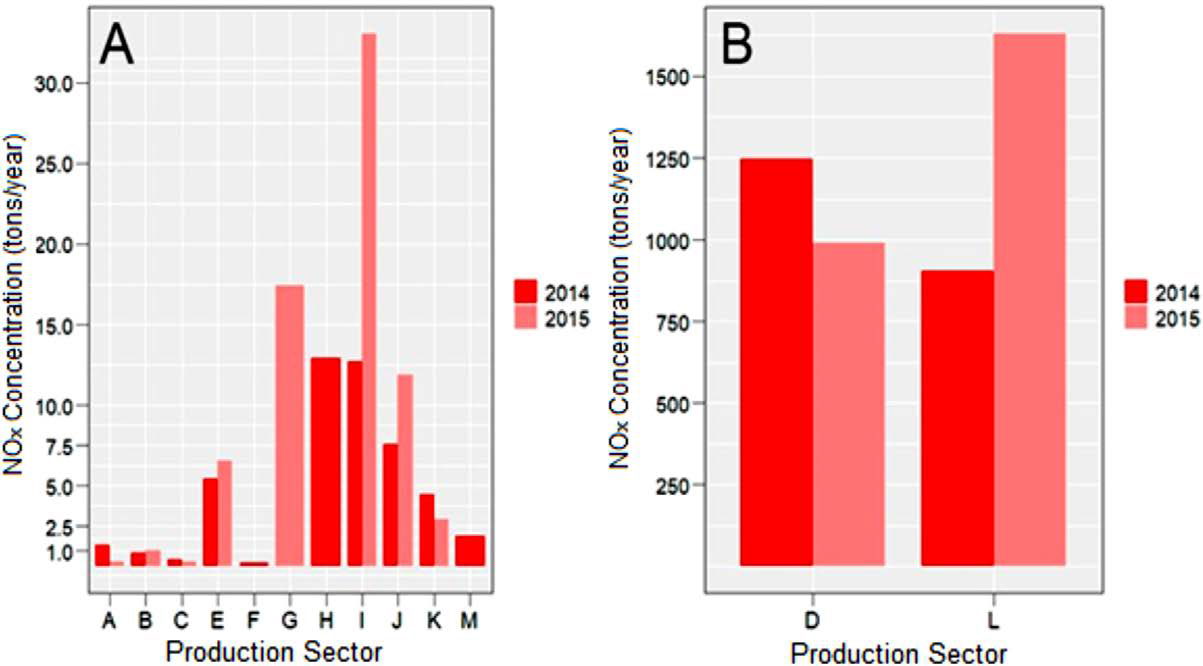 A
NOx Concentration (tons/year)
30.0
25.0
20.0
15.0
10.0
7.5
5.0
2.5
1.0
A B C E F G H I J K M
Production Sector
2014
2015
B
NOx Concentration (tons/year)
1500
1250
1000
750
500
250
D L
Production Sector
2014
2015